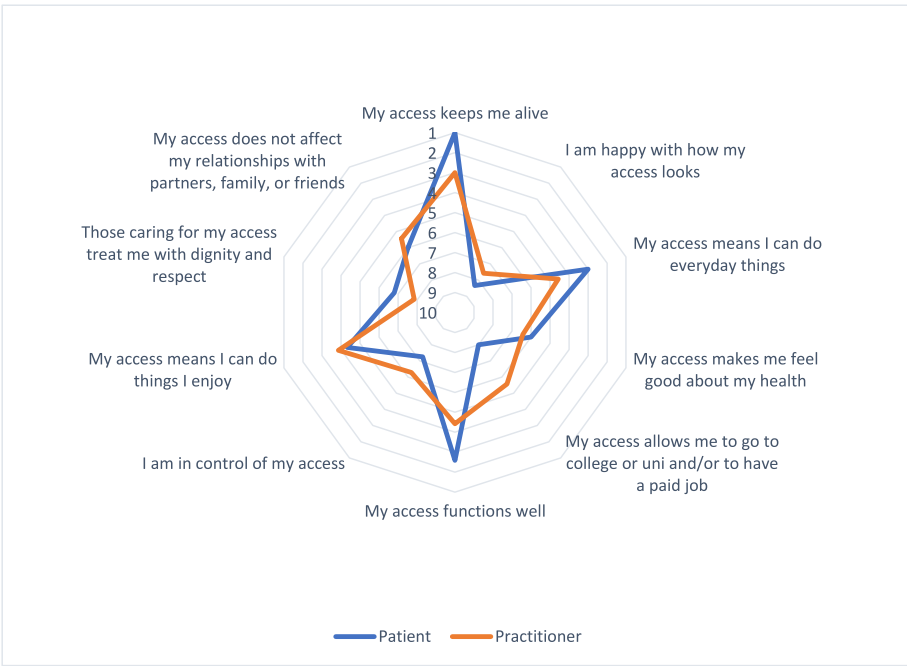 My access keeps me alive
I am happy with how my
access looks
My access means I can do
everyday things
My access makes me feel
good about my health
My access allows me to go to
college or uni and/or to have
a paid job
My access functions well
I am in control of my access
My access means I can do
things I enjoy
Those caring for my access
treat me with dignity and
respect
My access does not affect
my relationships with
partners, family, or friends
1
2
3
4
5
6
7
8
9
10
Patient
Practitioner